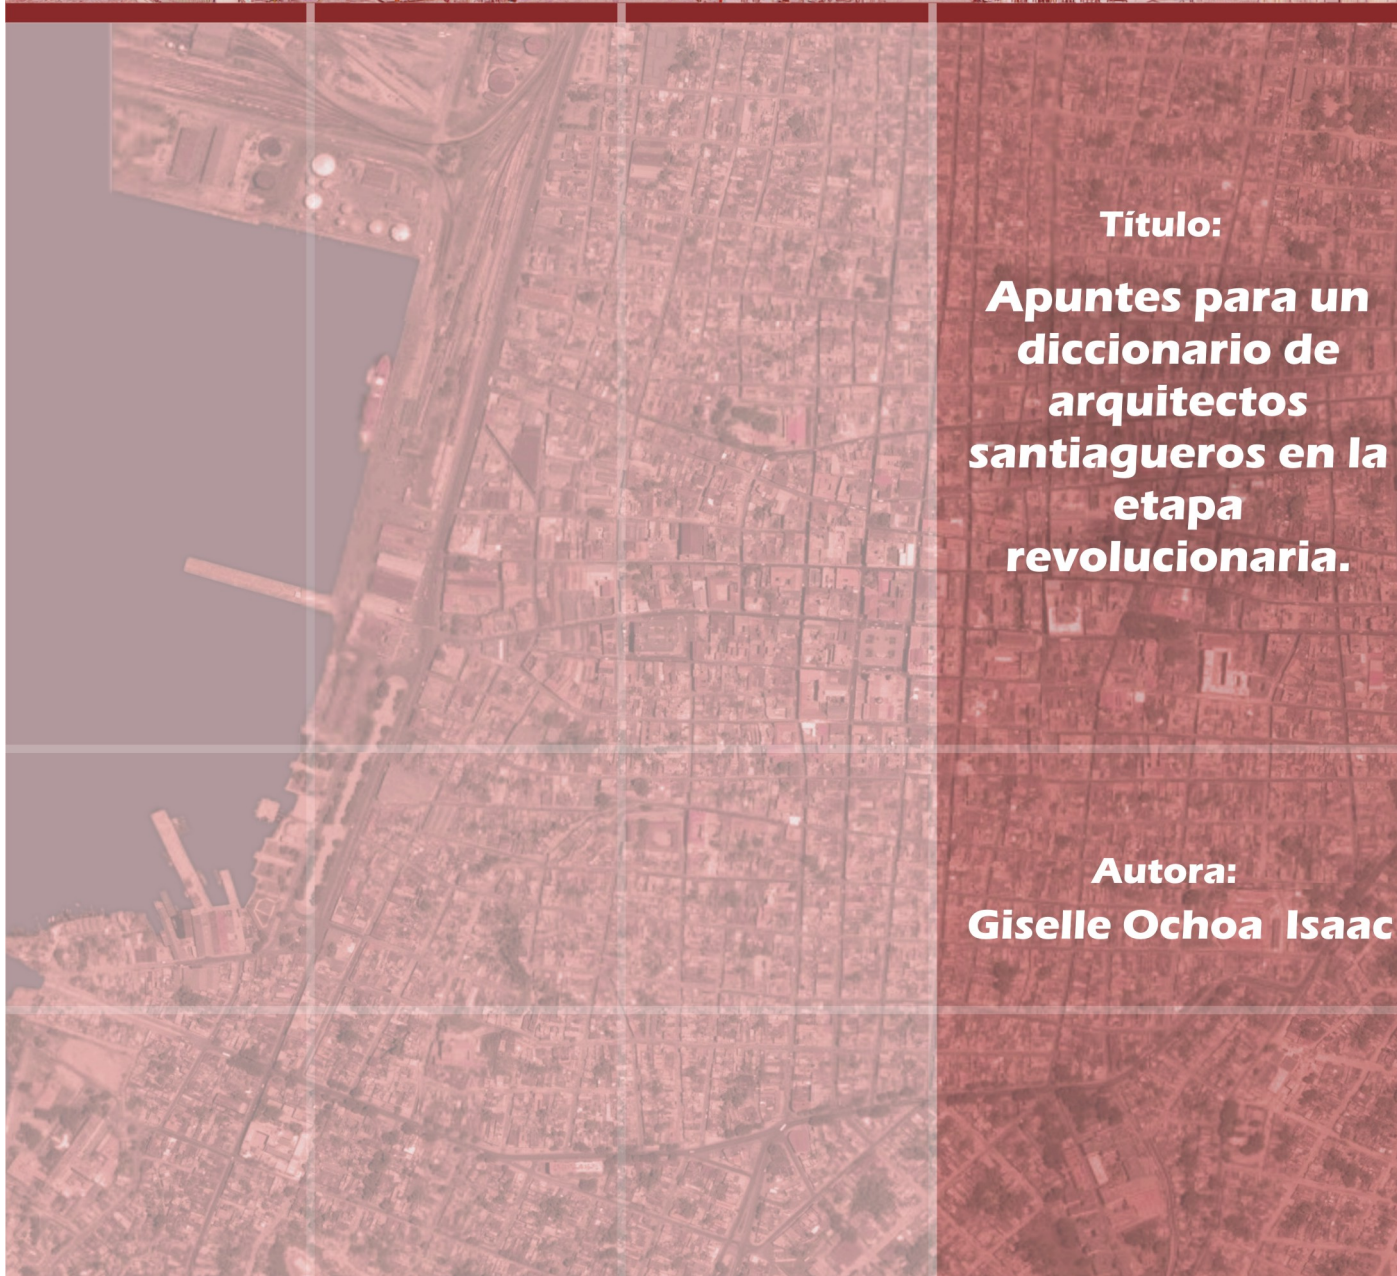 Título:
Apuntes para un
diccionario de
arquitectos
santiagueros en la
etapa
revolucionaria.
Autora:
Giselle Ochoa Isaac